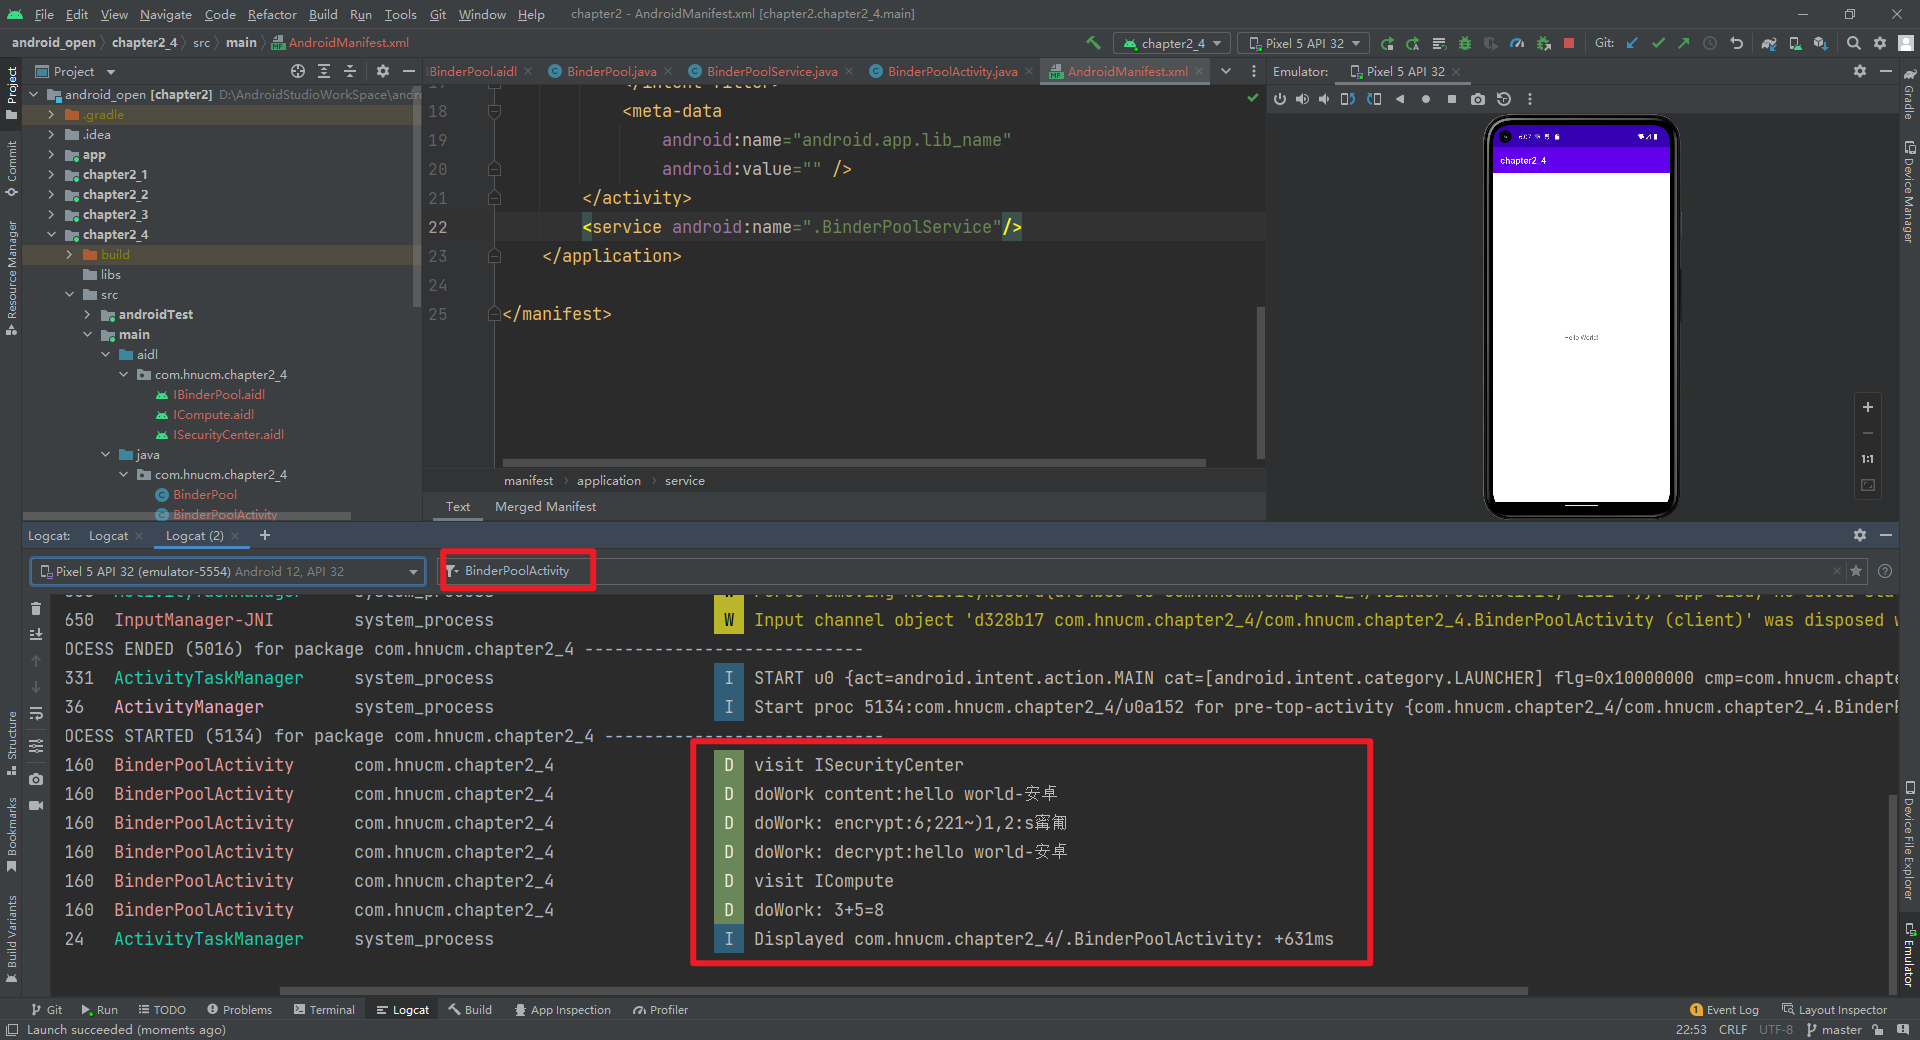 File Edit View Navigate Code Refactor Build Run Tools Git Window Help chapter2 - AndroidManifest.xml [chapter2.chapter2_4.main]
android_open chapter2_4 src main AndroidManifest.xml chapter2_4 Pixel 5 API 32 Git:
Project
IBinderPool.aidl BinderPool.java BinderPoolService.java BinderPoolActivity.java AndroidManifest.xml
Emulator: Pixel 5 API 32
android_open [chapter2] D:\AndroidStudioWorkSpace\andro
.gradle
.idea
app
chapter2_1
chapter2_2
chapter2_3
chapter2_4
build
libs
src
androidTest
main
aidl
com.hnucm.chapter2_4
IBinderPool.aidl
ICompute.aidl
ISecurityCenter.aidl
java
com.hnucm.chapter2_4
BinderPool
BinderPoolActivity
18 <meta-data
19 android:name="android.app.lib_name"
20 android:value="" />
21 </activity>
22 <service android:name=".BinderPoolService"/>
23 </application>
24
25 </manifest>
manifest application service
Text Merged Manifest
chapter2_4
Hello World!
1:1
Project
Commit
Resource Manager
Structure
Bookmarks
Build Variants
Gradle
Device Manager
Device File Explorer
Emulator
Logcat: Logcat Logcat (2)
Pixel 5 API 32 (emulator-5554) Android 12, API 32 BinderPoolActivity
650 InputManager-JNI system_process W Input channel object 'd328b17 com.hnucm.chapter2_4/com.hnucm.chapter2_4.BinderPoolActivity (client)' was disposed w
OCESS ENDED (5016) for package com.hnucm.chapter2_4 ----------------------------
331 ActivityTaskManager system_process I START u0 {act=android.intent.action.MAIN cat=[android.intent.category.LAUNCHER] flg=0x10000000 cmp=com.hnucm.chapt
36 ActivityManager system_process I Start proc 5134:com.hnucm.chapter2_4/u0a152 for pre-top-activity {com.hnucm.chapter2_4/com.hnucm.chapter2_4.BinderP
OCESS STARTED (5134) for package com.hnucm.chapter2_4 ----------------------------
160 BinderPoolActivity com.hnucm.chapter2_4 D visit ISecurityCenter
160 BinderPoolActivity com.hnucm.chapter2_4 D doWork content:hello world-安卓
160 BinderPoolActivity com.hnucm.chapter2_4 D doWork: encrypt:6;221~)1,2:s寗匍
160 BinderPoolActivity com.hnucm.chapter2_4 D doWork: decrypt:hello world-安卓
160 BinderPoolActivity com.hnucm.chapter2_4 D visit ICompute
160 BinderPoolActivity com.hnucm.chapter2_4 D doWork: 3+5=8
24 ActivityTaskManager system_process I Displayed com.hnucm.chapter2_4/.BinderPoolActivity: +631ms
Git Run TODO Problems Terminal Logcat Build App Inspection Profiler 1 Event Log Layout Inspector
Launch succeeded (moments ago) 22:53 CRLF UTF-8 master